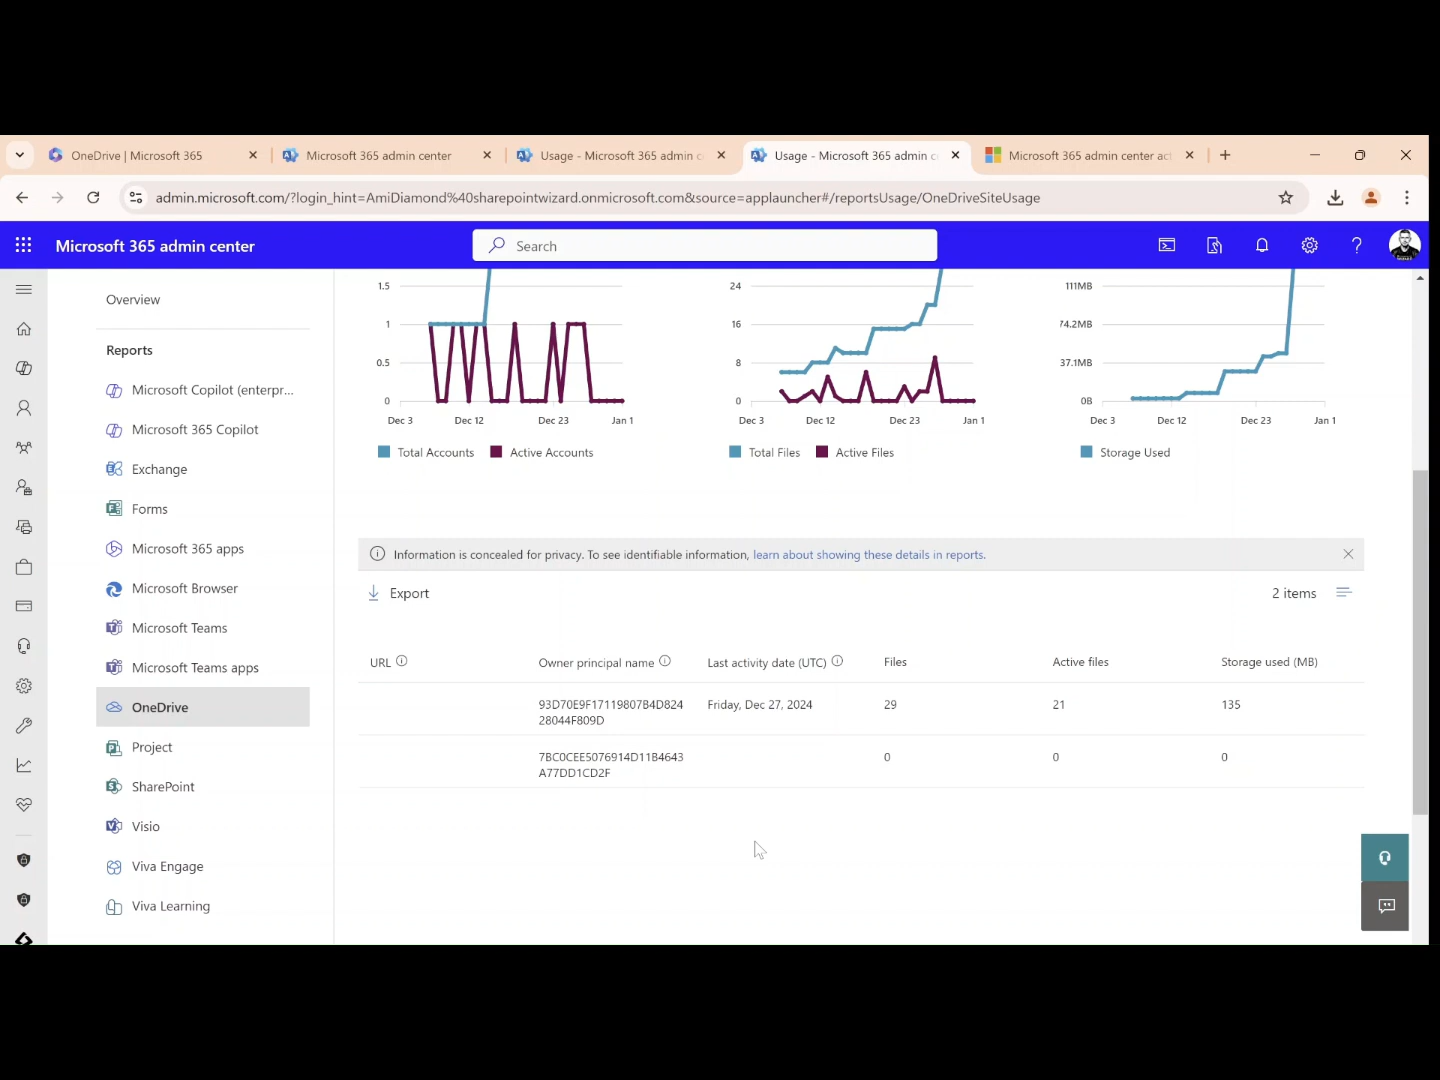 OneDrive | Microsoft 365
Microsoft 365 admin center
Usage - Microsoft 365 admin c
Usage - Microsoft 365 admin c
Microsoft 365 admin center act
admin.microsoft.com/?login_hint=AmiDiamond%40sharepointwizard.onmicrosoft.com&source=applauncher#/reportsUsage/OneDriveSiteUsage
Microsoft 365 admin center
Search
Overview
Reports
Microsoft Copilot (enterpr...
Microsoft 365 Copilot
Exchange
Forms
Microsoft 365 apps
Microsoft Browser
Microsoft Teams
Microsoft Teams apps
OneDrive
Project
SharePoint
Visio
Viva Engage
Viva Learning
1.5
1
0.5
0
Dec 3 Dec 12 Dec 23 Jan 1
Total Accounts Active Accounts
24
16
8
0
Dec 3 Dec 12 Dec 23 Jan 1
Total Files Active Files
111MB
74.2MB
37.1MB
0B
Dec 3 Dec 12 Dec 23 Jan 1
Storage Used
Information is concealed for privacy. To see identifiable information, learn about showing these details in reports.
Export 2 items
URL Owner principal name Last activity date (UTC) Files Active files Storage used (MB)
93D70E9F17119807B4D824 Friday, Dec 27, 2024 29 21 135
28044F809D
7BC0CEE5076914D11B4643 0 0 0
A77DD1CD2F